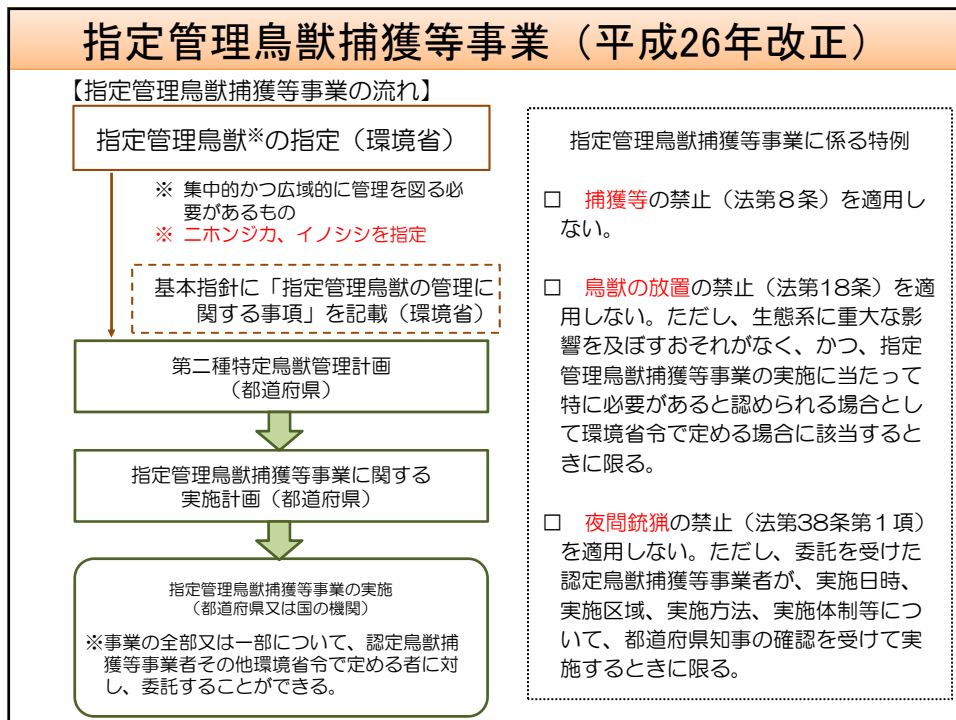 指定管理鳥獣捕獲等事業（平成26年改正）
【指定管理鳥獣捕獲等事業の流れ】
指定管理鳥獣※の指定（環境省）
※ 集中的かつ広域的に管理を図る必
要があるもの
※ ニホンジカ、イノシシを指定
基本指針に「指定管理鳥獣の管理に
関する事項」を記載（環境省）
第二種特定鳥獣管理計画
（都道府県）
指定管理鳥獣捕獲等事業に関する
実施計画（都道府県）
指定管理鳥獣捕獲等事業の実施
（都道府県又は国の機関）
※事業の全部又は一部について、認定鳥獣捕
獲等事業者その他環境省令で定める者に対
し、委託することができる。
指定管理鳥獣捕獲等事業に係る特例
□ 捕獲等の禁止（法第８条）を適用し
ない。
□ 鳥獣の放置の禁止（法第18条）を適
用しない。ただし、生態系に重大な影
響を及ぼすおそれがなく、かつ、指定
管理鳥獣捕獲等事業の実施に当たって
特に必要があると認められる場合とし
て環境省令で定める場合に該当すると
きに限る。
□ 夜間銃猟の禁止（法第38条第１項）
を適用しない。ただし、委託を受けた
認定鳥獣捕獲等事業者が、実施日時、
実施区域、実施方法、実施体制等につ
いて、都道府県知事の確認を受けて実
施するときに限る。